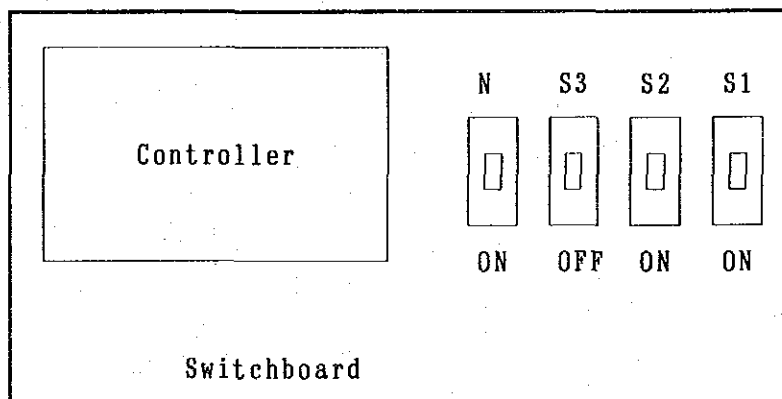 N S3 S2 S1
Controller
ON OFF ON ON
Switchboard